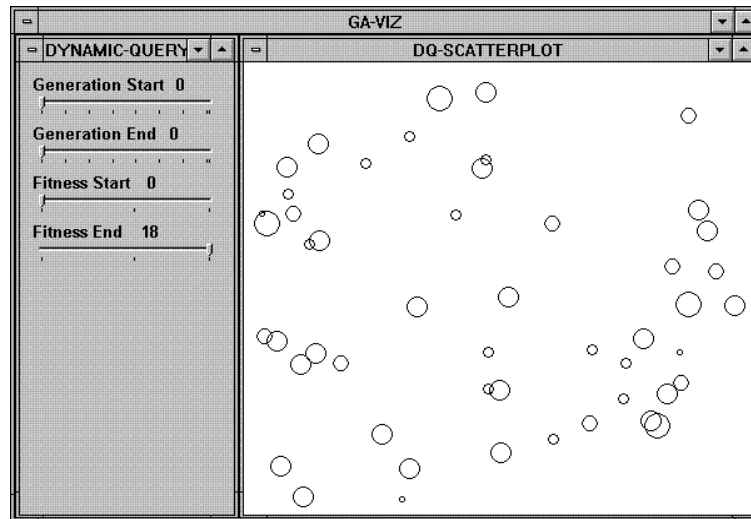 GA-VIZ
DYNAMIC-QUERY
DQ-SCATTERPLOT
Generation Start 0
Generation End 0
Fitness Start 0
Fitness End 18